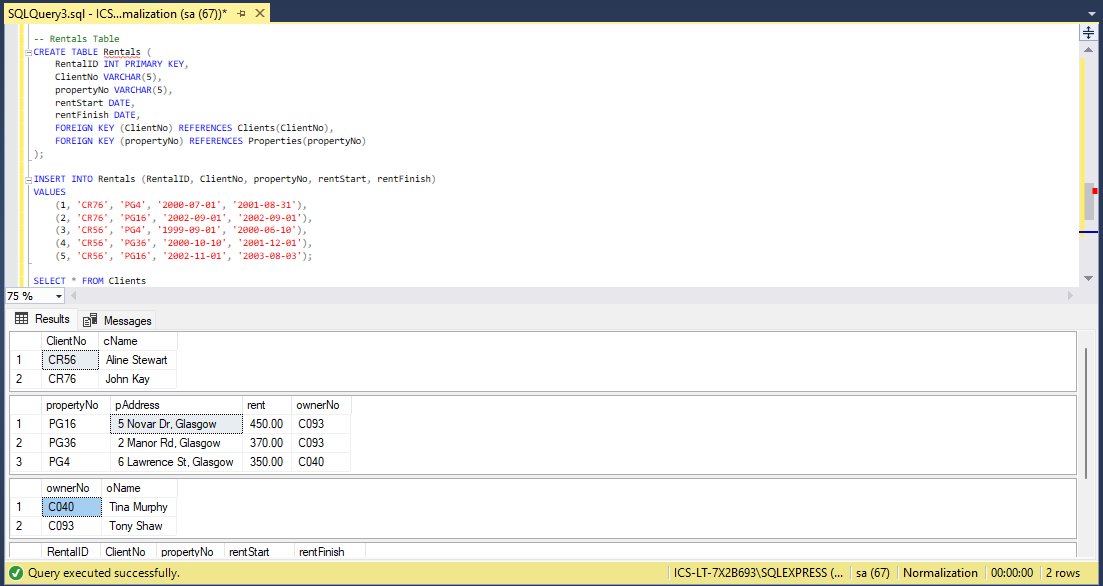 SQLQuery3.sql - ICS...malization (sa (67))*
-- Rentals Table
CREATE TABLE Rentals (
RentalID INT PRIMARY KEY,
ClientNo VARCHAR(5),
propertyNo VARCHAR(5),
rentStart DATE,
rentFinish DATE,
FOREIGN KEY (ClientNo) REFERENCES Clients(ClientNo),
FOREIGN KEY (propertyNo) REFERENCES Properties(propertyNo)
);
INSERT INTO Rentals (RentalID, ClientNo, propertyNo, rentStart, rentFinish)
VALUES
(1, 'CR76', 'PG4', '2000-07-01', '2001-08-31'),
(2, 'CR76', 'PG16', '2002-09-01', '2002-09-01'),
(3, 'CR56', 'PG4', '1999-09-01', '2000-06-10'),
(4, 'CR56', 'PG36', '2000-10-10', '2001-12-01'),
(5, 'CR56', 'PG16', '2002-11-01', '2003-08-03');
SELECT * FROM Clients
75 %
Results Messages
ClientNo cName
1 CR56 Aline Stewart
2 CR76 John Kay
propertyNo pAddress rent ownerNo
1 PG16 5 Novar Dr, Glasgow 450.00 C093
2 PG36 2 Manor Rd, Glasgow 370.00 C093
3 PG4 6 Lawrence St, Glasgow 350.00 C040
ownerNo oName
1 C040 Tina Murphy
2 C093 Tony Shaw
RentalID ClientNo propertyNo rentStart rentFinish
Query executed successfully. ICS-LT-7X2B693\SQLEXPRESS (... sa (67) Normalization 00:00:00 2 rows